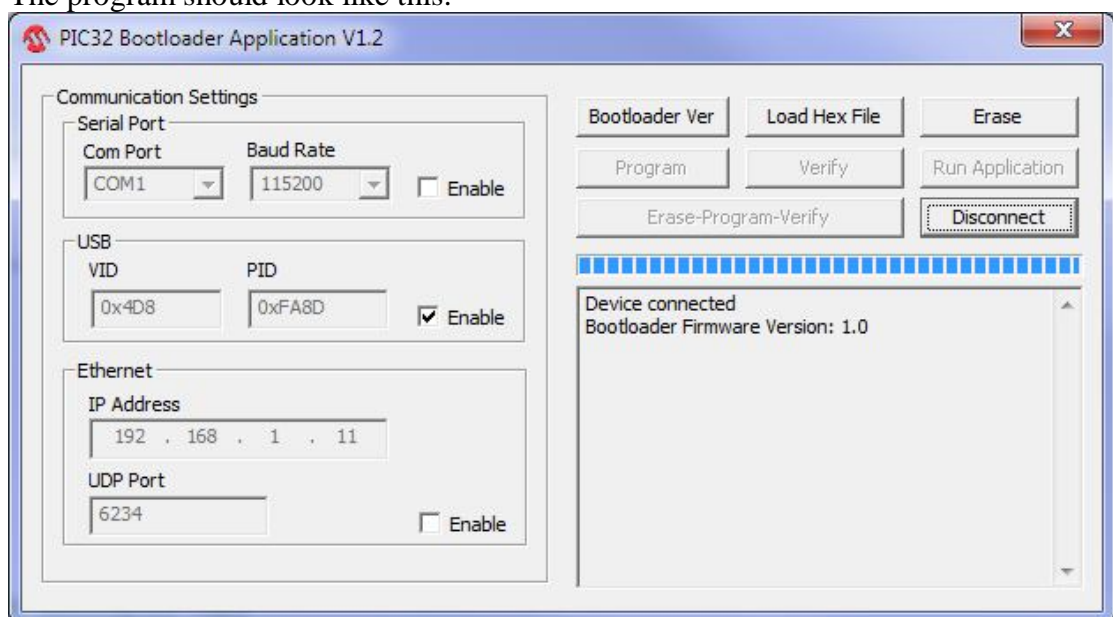 The program should look like this:
PIC32 Bootloader Application V1.2
Communication Settings
Serial Port
Com Port Baud Rate
COM1 115200 Enable
USB
VID PID
0x4D8 0xFA8D Enable
Ethernet
IP Address
192 . 168 . 1 . 11
UDP Port
6234 Enable
Bootloader Ver Load Hex File Erase
Program Verify Run Application
Erase-Program-Verify Disconnect
Device connected
Bootloader Firmware Version: 1.0